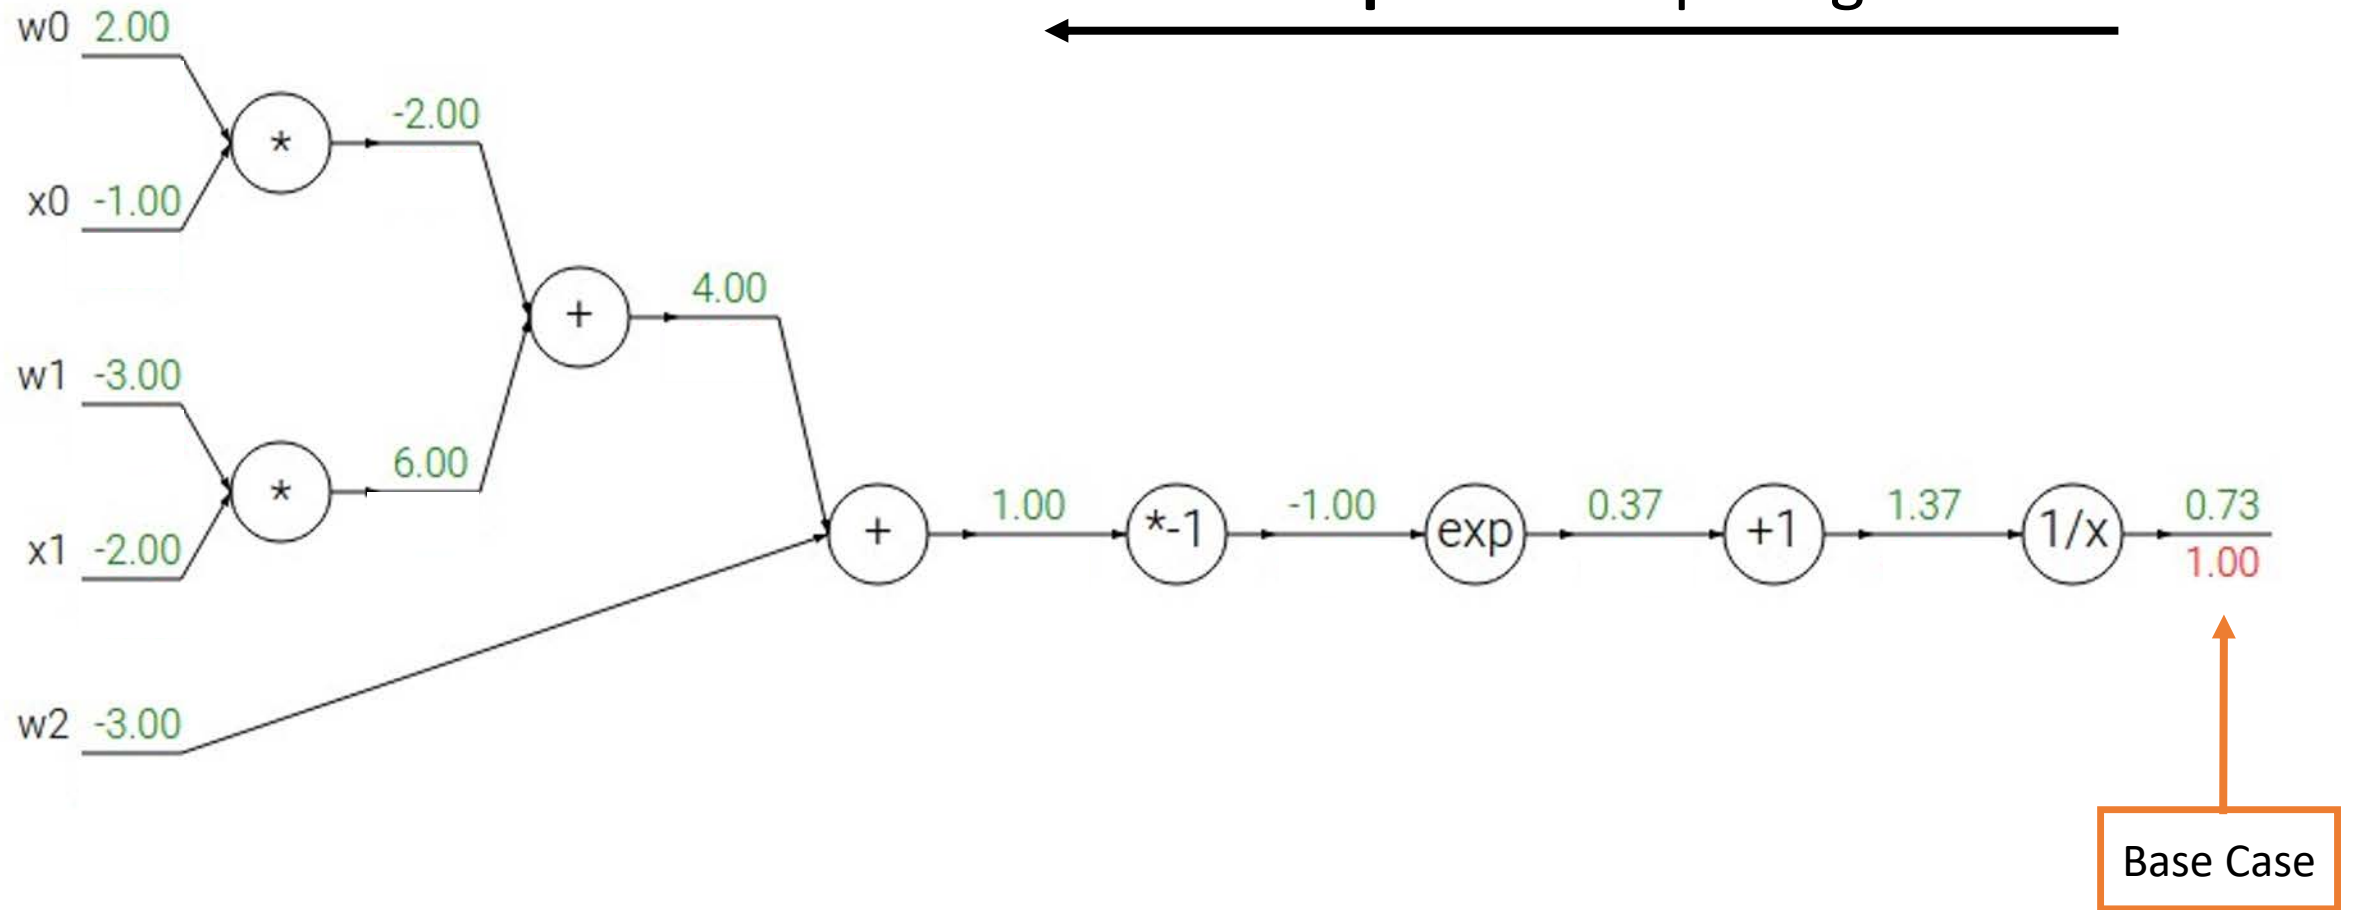 w0 2.00
-2.00
*
x0 -1.00
4.00
+
w1 -3.00
6.00
*
x1 -2.00
+ 1.00 *-1 -1.00 exp 0.37 +1 1.37 1/x 0.73
1.00
w2 -3.00
Base Case